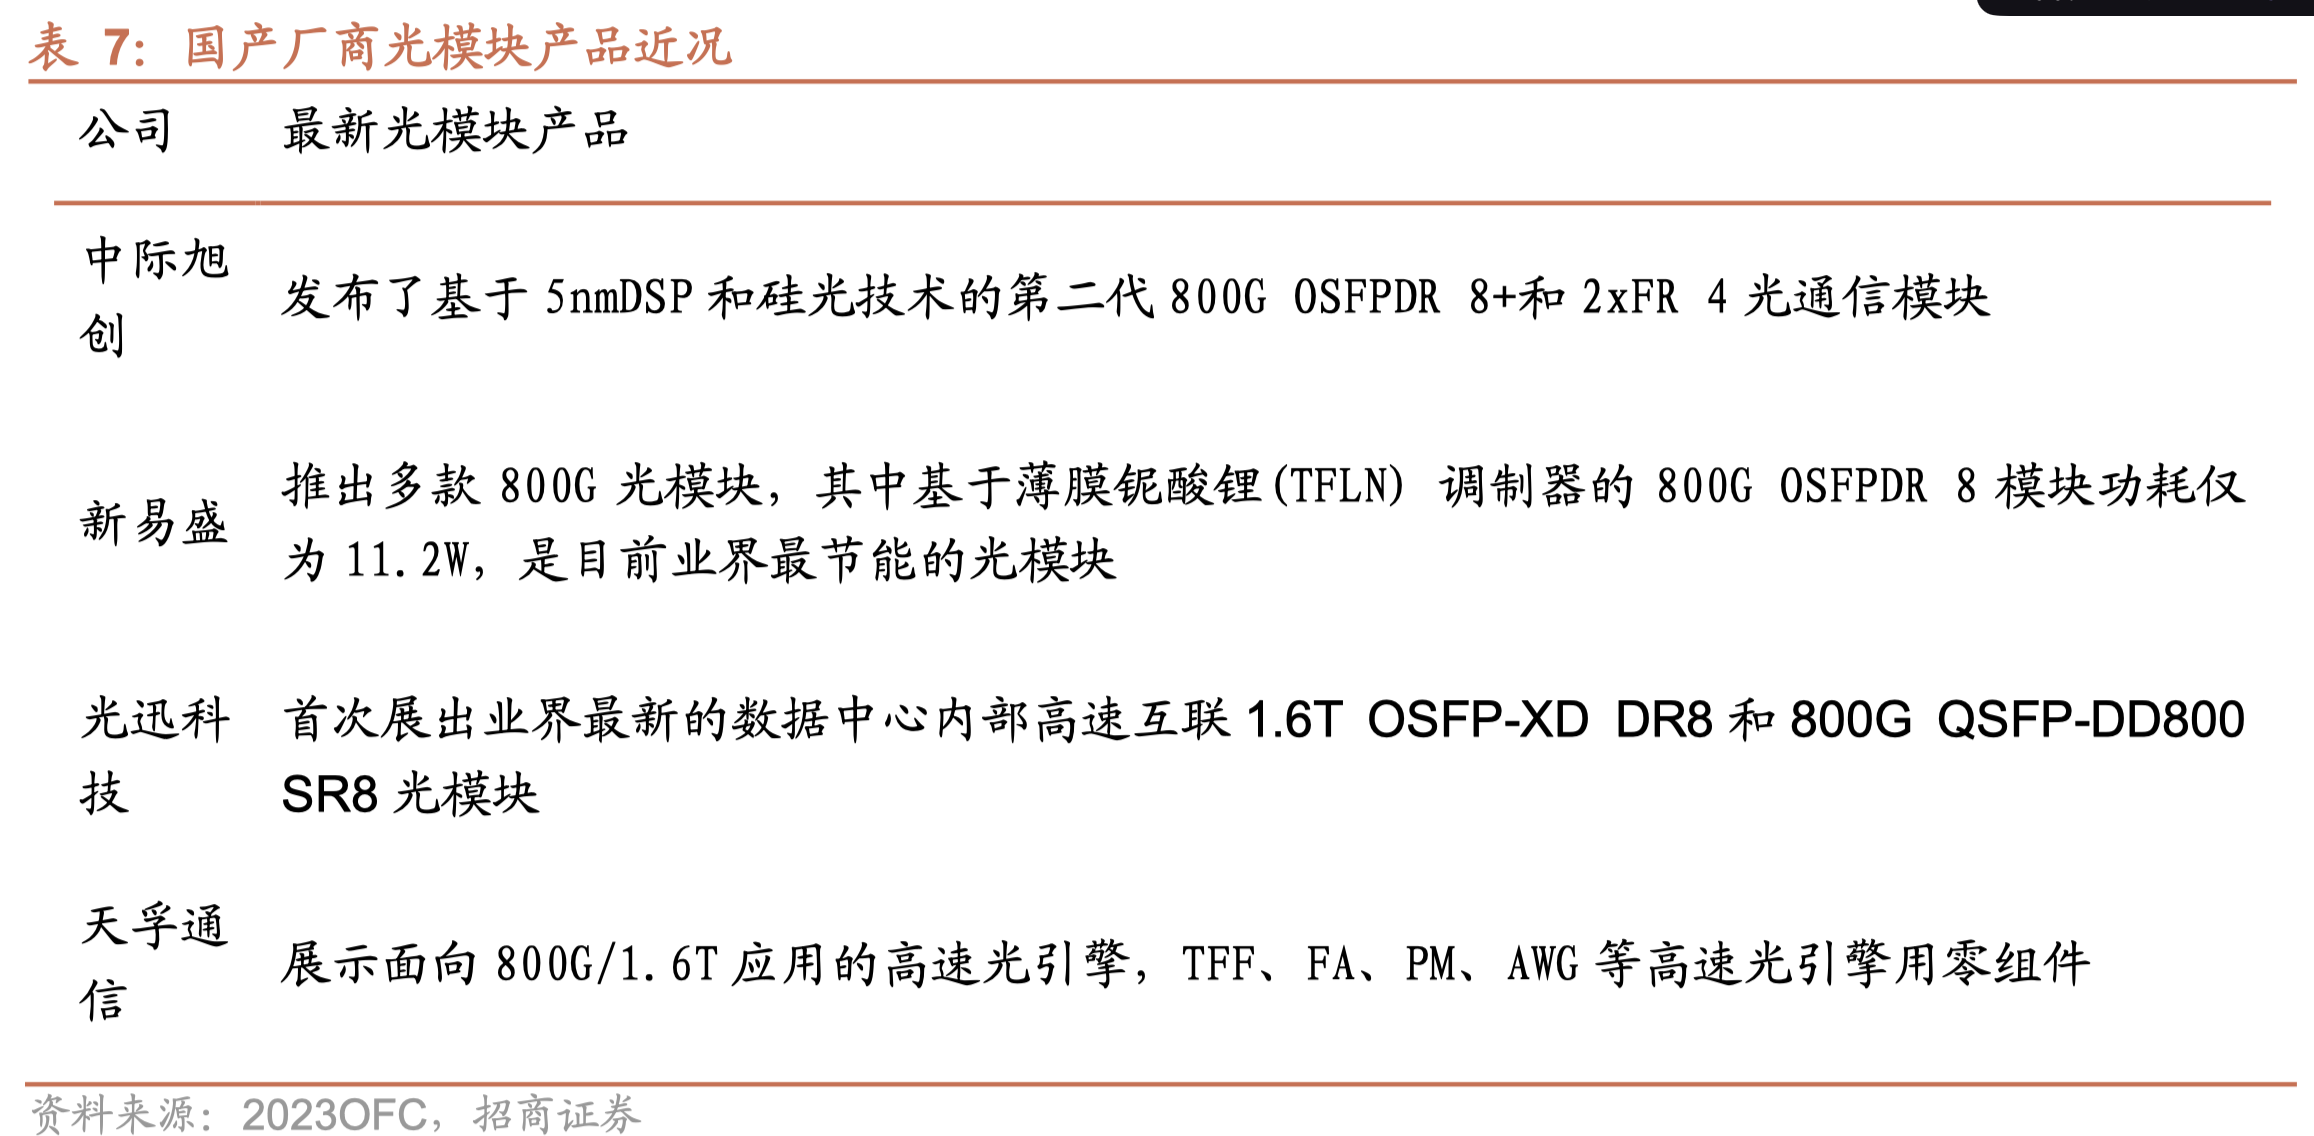 表 7：国产厂商光模块产品近况
公司 最新光模块产品
中际旭
创
发布了基于 5nmDSP 和硅光技术的第二代 800G OSFPDR 8+和 2xFR 4 光通信模块
新易盛
推出多款 800G 光模块，其中基于薄膜铌酸锂(TFLN) 调制器的 800G OSFPDR 8 模块功耗仅
为 11.2W，是目前业界最节能的光模块
光迅科
技
首次展出业界最新的数据中心内部高速互联 1.6T OSFP-XD DR8 和 800G QSFP-DD800
SR8 光模块
天孚通
信
展示面向 800G/1.6T 应用的高速光引擎，TFF、FA、PM、AWG 等高速光引擎用零组件
资料来源：2023OFC，招商证券